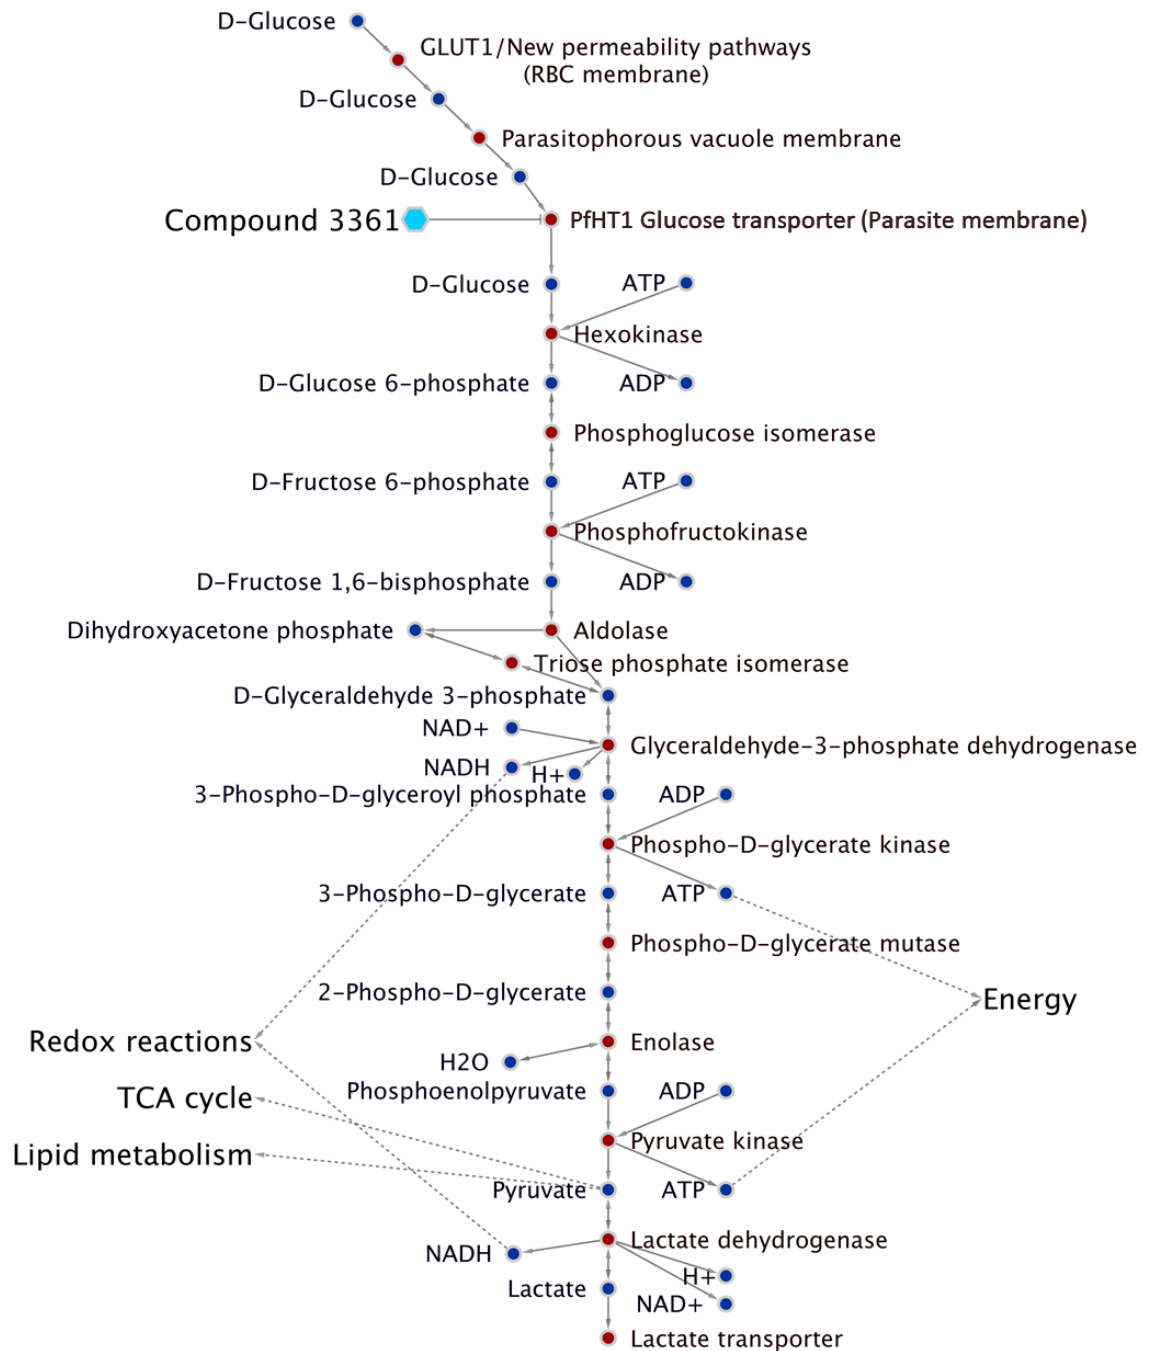 D-Glucose
GLUT1/New permeability pathways
(RBC membrane)
D-Glucose
Parasitophorous vacuole membrane
D-Glucose
Compound 3361
PfHT1 Glucose transporter (Parasite membrane)
D-Glucose
ATP
Hexokinase
D-Glucose 6-phosphate
ADP
Phosphoglucose isomerase
D-Fructose 6-phosphate
ATP
Phosphofructokinase
D-Fructose 1,6-bisphosphate
ADP
Dihydroxyacetone phosphate
Aldolase
Triose phosphate isomerase
D-Glyceraldehyde 3-phosphate
NAD+
Glyceraldehyde-3-phosphate dehydrogenase
NADH
H+
3-Phospho-D-glyceroyl phosphate
ADP
Phospho-D-glycerate kinase
3-Phospho-D-glycerate
ATP
Phospho-D-glycerate mutase
2-Phospho-D-glycerate
Energy
Redox reactions
Enolase
H2O
Phosphoenolpyruvate
ADP
TCA cycle
Pyruvate kinase
Lipid metabolism
Pyruvate
ATP
Lactate dehydrogenase
NADH
H+
Lactate
NAD+
Lactate transporter